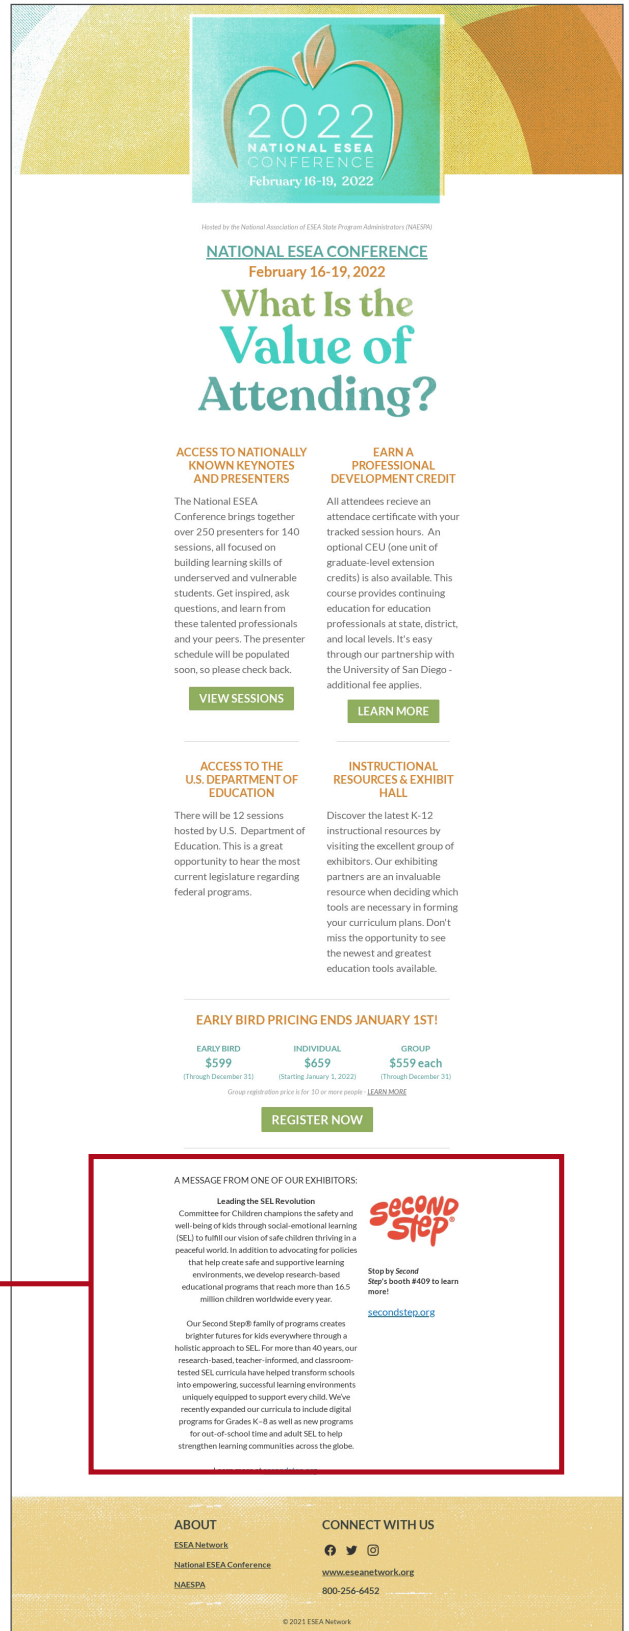 2022
NATIONAL ESEA
CONFERENCE
February 16-19, 2022
Hosted by the National Association of ESEA State Program Administrators (NAESPA)
NATIONAL ESEA CONFERENCE
February 16-19, 2022
What Is the
Value of
Attending?
ACCESS TO NATIONALLY
KNOWN KEYNOTES
AND PRESENTERS
The National ESEA
Conference brings together
over 250 presenters for 140
sessions, all focused on
building learning skills of
underserved and vulnerable
students. Get inspired, ask
questions, and learn from
these talented professionals
and your peers. The presenter
schedule will be populated
soon, so please check back.
VIEW SESSIONS
EARN A
PROFESSIONAL
DEVELOPMENT CREDIT
All attendees recieve an
attendace certificate with your
tracked session hours. An
optional CEU (one unit of
graduate-level extension
credits) is also available. This
course provides continuing
education for education
professionals at state, district,
and local levels. It's easy
through our partnership with
the University of San Diego -
additional fee applies.
LEARN MORE
ACCESS TO THE
U.S. DEPARTMENT OF
EDUCATION
There will be 12 sessions
hosted by U.S. Department of
Education. This is a great
opportunity to hear the most
current legislature regarding
federal programs.
INSTRUCTIONAL
RESOURCES & EXHIBIT
HALL
Discover the latest K-12
instructional resources by
visiting the excellent group of
exhibitors. Our exhibiting
partners are an invaluable
resource when deciding which
tools are necessary in forming
your curriculum plans. Don't
miss the opportunity to see
the newest and greatest
education tools available.
EARLY BIRD PRICING ENDS JANUARY 1ST!
EARLY BIRD
$599
(Through December 31)
INDIVIDUAL
$659
(Starting January 1, 2022)
GROUP
$559 each
(Through December 31)
Group registration price is for 10 or more people - LEARN MORE
REGISTER NOW
A MESSAGE FROM ONE OF OUR EXHIBITORS:
Leading the SEL Revolution
Committee for Children champions the safety and
well-being of kids through social-emotional learning
(SEL) to fulfill our vision of safe children thriving in a
peaceful world. In addition to advocating for policies
that help create safe and supportive learning
environments, we develop research-based
educational programs that reach more than 16.5
million children worldwide every year.
Our Second Step® family of programs creates
brighter futures for kids everywhere through a
holistic approach to SEL. For more than 40 years, our
research-based, teacher-informed, and classroom-
tested SEL curricula have helped transform schools
into empowering, successful learning environments
uniquely equipped to support every child. We've
recently expanded our curricula to include digital
programs for Grades K–8 as well as new programs
for out-of-school time and adult SEL to help
strengthen learning communities across the globe.
SECOND
STEP®
Stop by Second
Step's booth #409 to learn
more!
secondstep.org
ABOUT
ESEA Network
National ESEA Conference
NAESPA
CONNECT WITH US
www.eseanetwork.org
800-256-6452
© 2021 ESEA Network